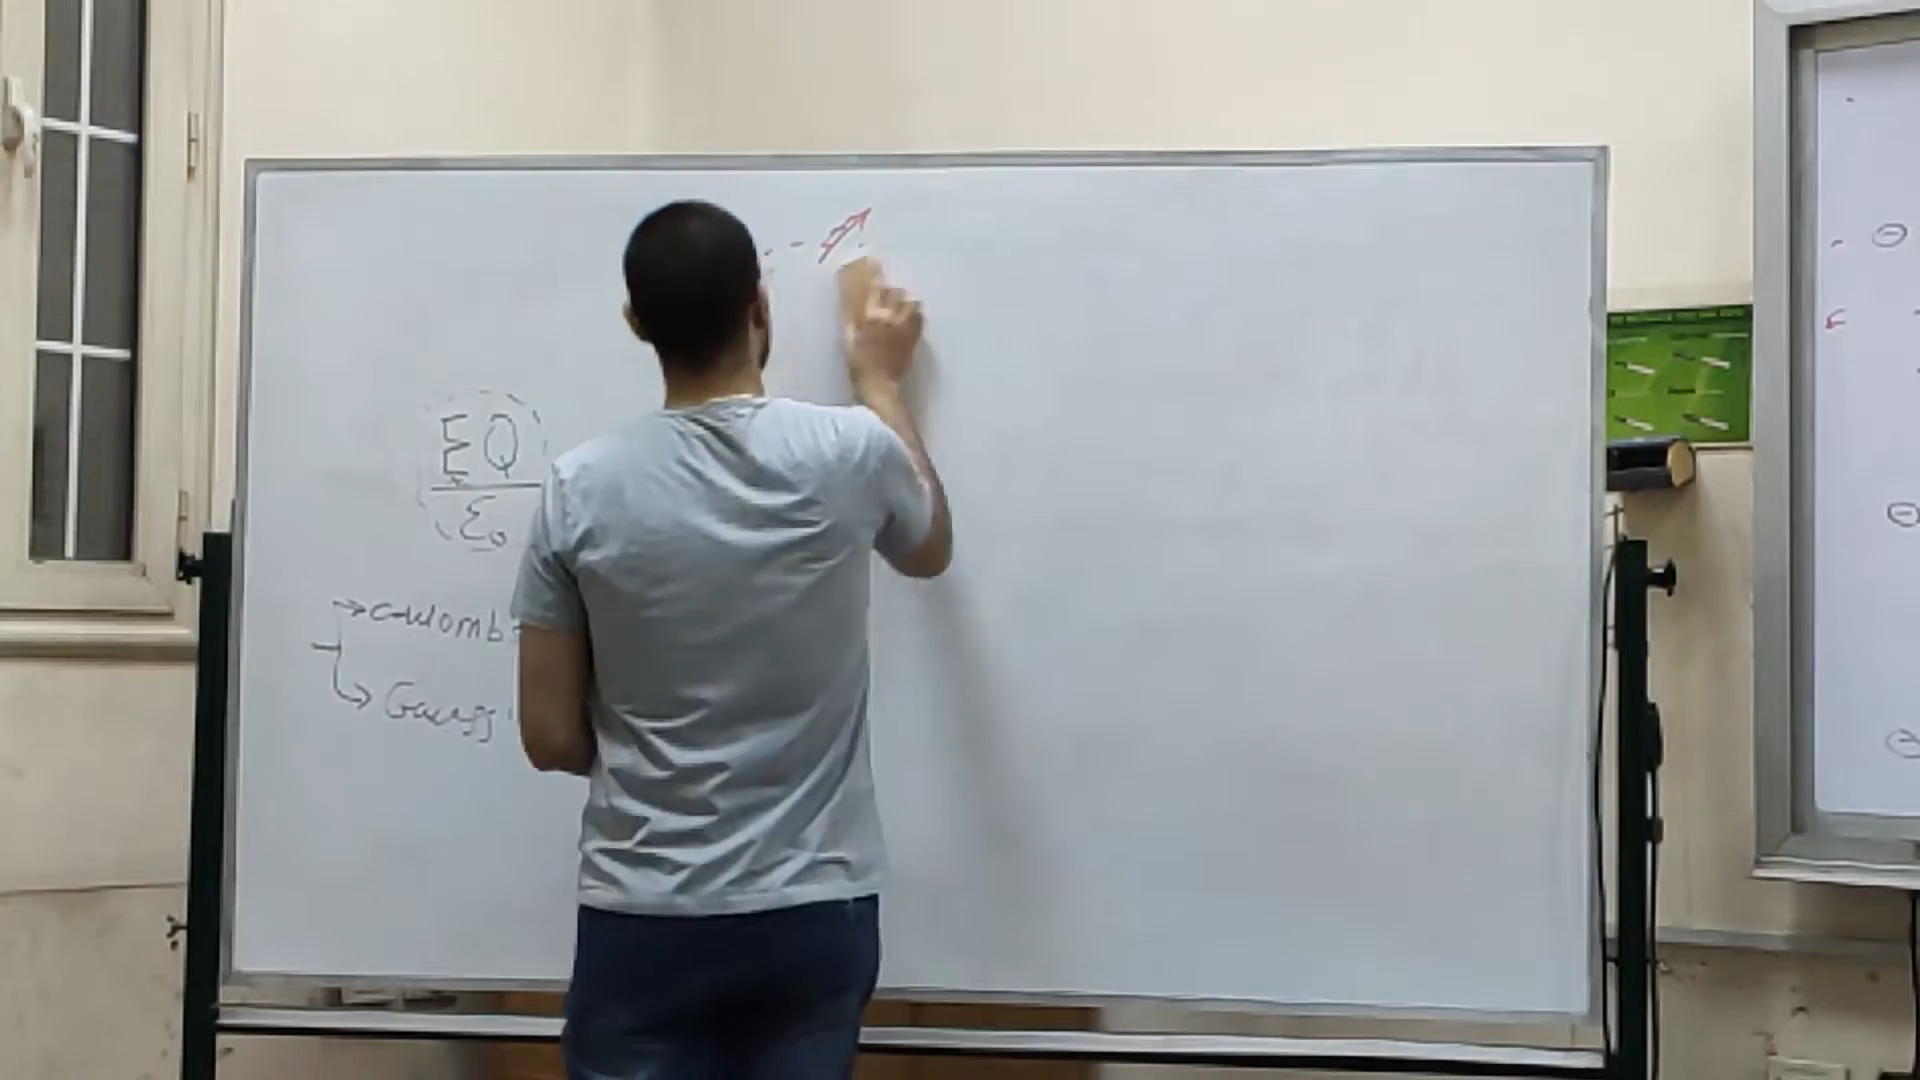 ΣQ
ε₀
→ coulomb
→ Gauss